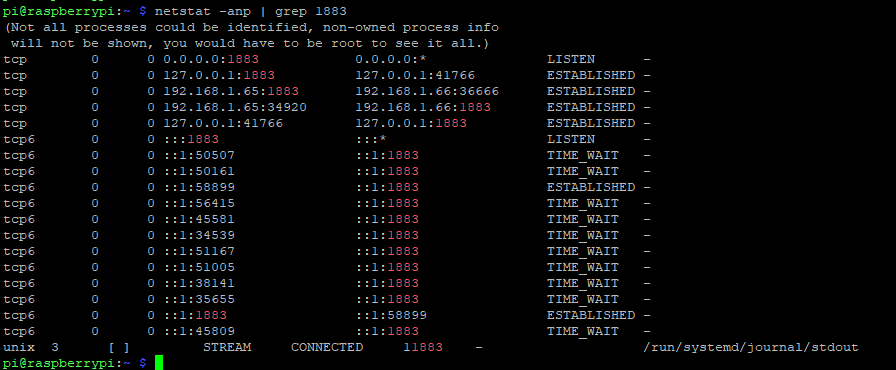 pi@raspberrypi:~ $ netstat -anp | grep 1883
(Not all processes could be identified, non-owned process info
 will not be shown, you would have to be root to see it all.)
tcp        0      0 0.0.0.0:1883            0.0.0.0:*               LISTEN      -
tcp        0      0 127.0.0.1:1883          127.0.0.1:41766         ESTABLISHED -
tcp        0      0 192.168.1.65:1883       192.168.1.66:36666      ESTABLISHED -
tcp        0      0 192.168.1.65:34920      192.168.1.66:1883       ESTABLISHED -
tcp        0      0 127.0.0.1:41766         127.0.0.1:1883          ESTABLISHED -
tcp6       0      0 :::1883                 :::*                    LISTEN      -
tcp6       0      0 ::1:50507               ::1:1883                TIME_WAIT   -
tcp6       0      0 ::1:50161               ::1:1883                TIME_WAIT   -
tcp6       0      0 ::1:58899               ::1:1883                ESTABLISHED -
tcp6       0      0 ::1:56415               ::1:1883                TIME_WAIT   -
tcp6       0      0 ::1:45581               ::1:1883                TIME_WAIT   -
tcp6       0      0 ::1:34539               ::1:1883                TIME_WAIT   -
tcp6       0      0 ::1:51167               ::1:1883                TIME_WAIT   -
tcp6       0      0 ::1:51005               ::1:1883                TIME_WAIT   -
tcp6       0      0 ::1:38141               ::1:1883                TIME_WAIT   -
tcp6       0      0 ::1:35655               ::1:1883                TIME_WAIT   -
tcp6       0      0 ::1:1883                ::1:58899               ESTABLISHED -
tcp6       0      0 ::1:45809               ::1:1883                TIME_WAIT   -
unix  3      [ ]         STREAM     CONNECTED     11883    -                    /run/systemd/journal/stdout
pi@raspberrypi:~ $